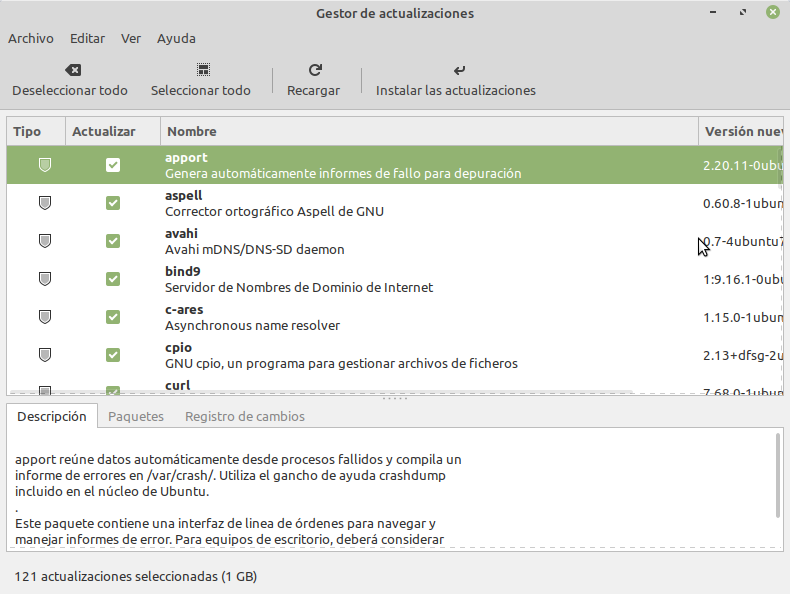 Gestor de actualizaciones
Archivo Editar Ver Ayuda
Deseleccionar todo Seleccionar todo Recargar Instalar las actualizaciones
Tipo Actualizar Nombre Versión nuev
apport
Genera automáticamente informes de fallo para depuración
2.20.11-0ubu
aspell
Corrector ortográfico Aspell de GNU
0.60.8-1ubun
avahi
Avahi mDNS/DNS-SD daemon
0.7-4ubuntu7
bind9
Servidor de Nombres de Dominio de Internet
1:9.16.1-0ubu
c-ares
Asynchronous name resolver
1.15.0-1ubun
cpio
GNU cpio, un programa para gestionar archivos de ficheros
2.13+dfsg-2u
curl
7.68.0-1ubun
Descripción Paquetes Registro de cambios
apport reúne datos automáticamente desde procesos fallidos y compila un
informe de errores en /var/crash/. Utiliza el gancho de ayuda crashdump
incluido en el núcleo de Ubuntu.
.
Este paquete contiene una interfaz de linea de órdenes para navegar y
manejar informes de error. Para equipos de escritorio, deberá considerar
121 actualizaciones seleccionadas (1 GB)